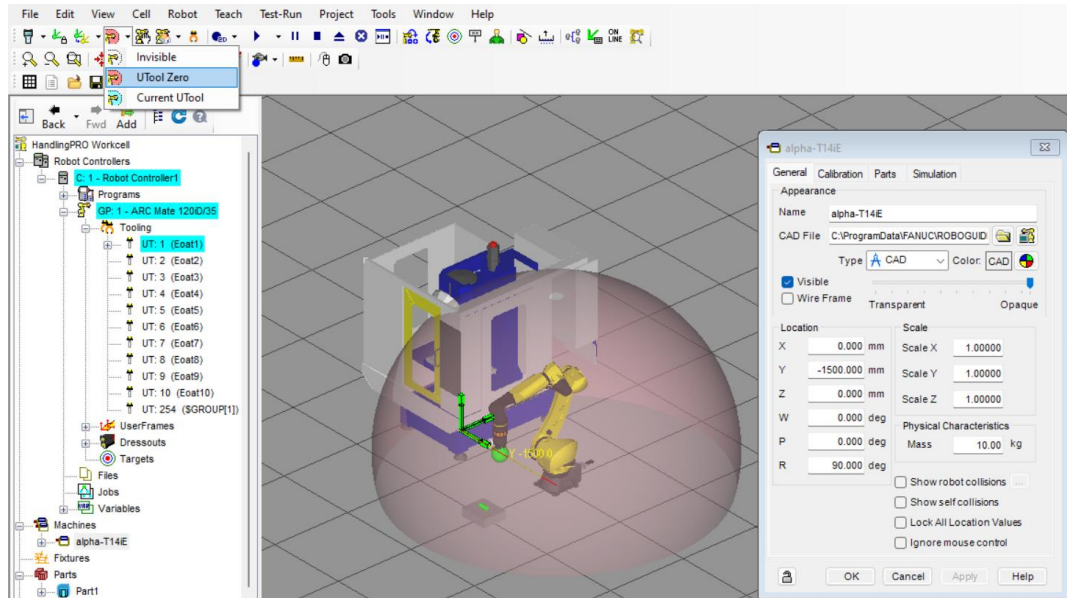 File Edit View Cell Robot Teach Test-Run Project Tools Window Help
ON LINE
Invisible
UTool Zero
Current UTool
Back Fwd Add
HandlingPRO Workcell
Robot Controllers
C: 1 - Robot Controller1
Programs
GP: 1 - ARC Mate 120iD/35
Tooling
UT: 1 (Eoat1)
UT: 2 (Eoat2)
UT: 3 (Eoat3)
UT: 4 (Eoat4)
UT: 5 (Eoat5)
UT: 6 (Eoat6)
UT: 7 (Eoat7)
UT: 8 (Eoat8)
UT: 9 (Eoat9)
UT: 10 (Eoat10)
UT: 254 ($GROUP[1])
UserFrames
Dressouts
Targets
Files
Jobs
Variables
Machines
alpha-T14iE
Fixtures
Parts
Part1
Y -1500.0
alpha-T14iE
General Calibration Parts Simulation
Appearance
Name alpha-T14iE
CAD File C:\ProgramData\FANUC\ROBOGUID
Type CAD Color: CAD
Visible
Wire Frame Transparent Opaque
Location Scale
X 0.000 mm Scale X 1.00000
Y -1500.000 mm Scale Y 1.00000
Z 0.000 mm Scale Z 1.00000
W 0.000 deg Physical Characteristics
P 0.000 deg Mass 10.00 kg
R 90.000 deg
Show robot collisions ...
Show self collisions
Lock All Location Values
Ignore mouse control
OK Cancel Apply Help